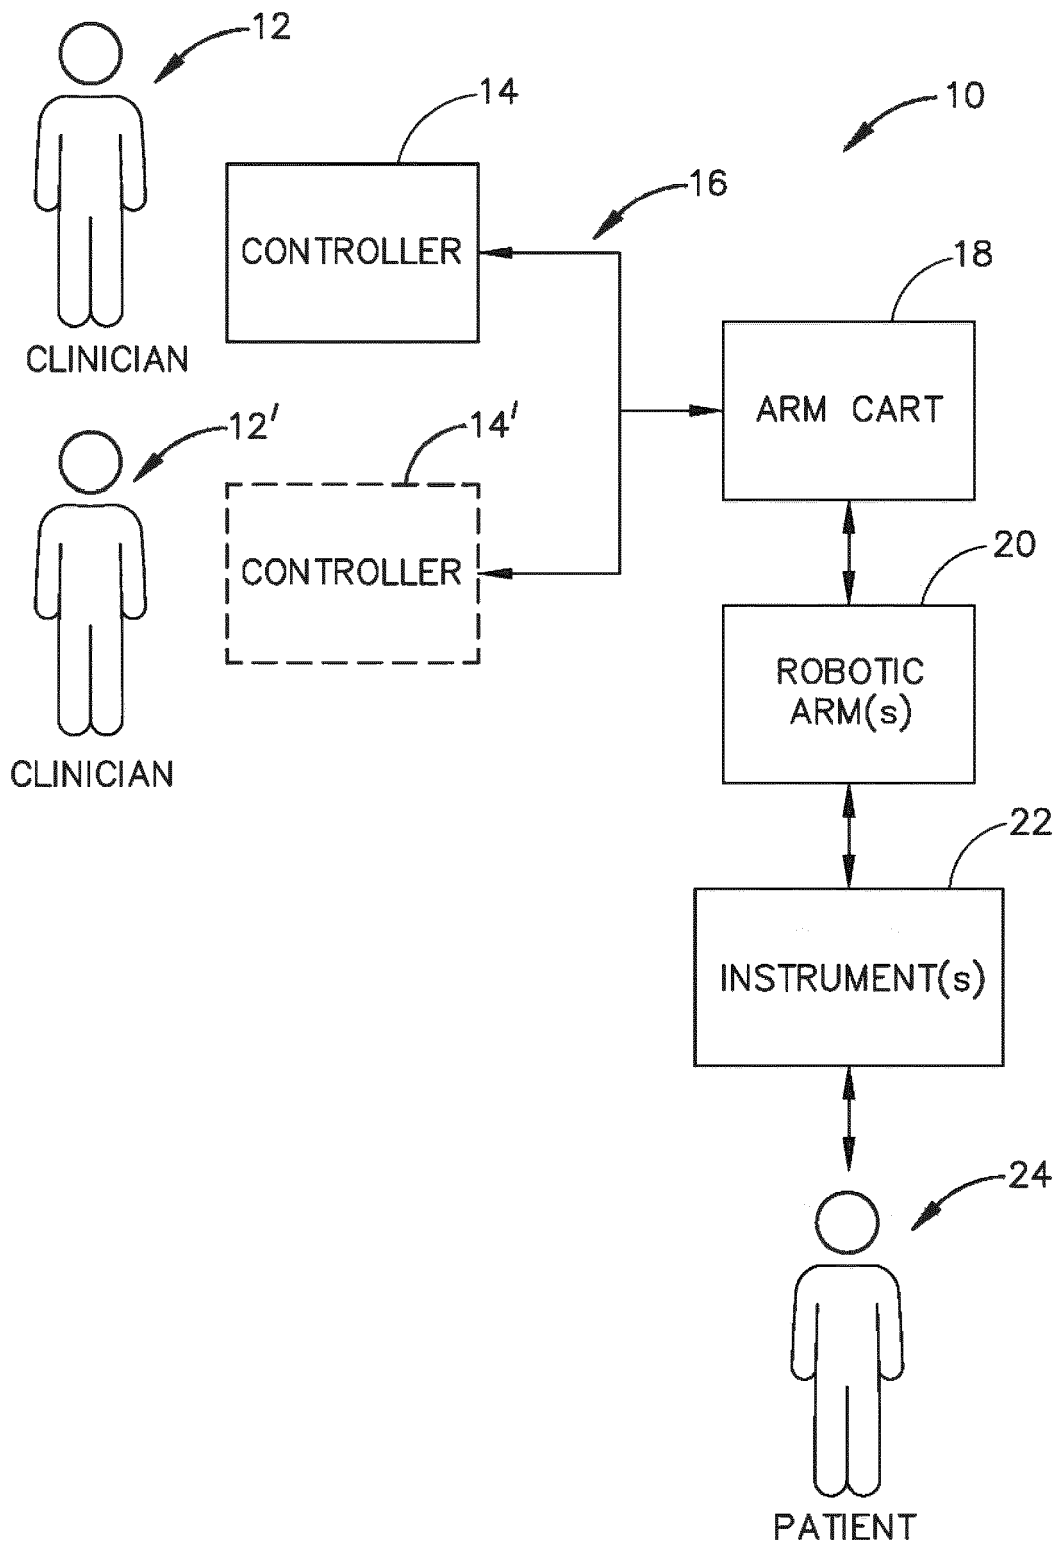 12
14
10
16
CONTROLLER
18
CLINICIAN
ARM CART
12'
14'
CONTROLLER
20
ROBOTIC
ARM(s)
CLINICIAN
22
INSTRUMENT(s)
24
PATIENT